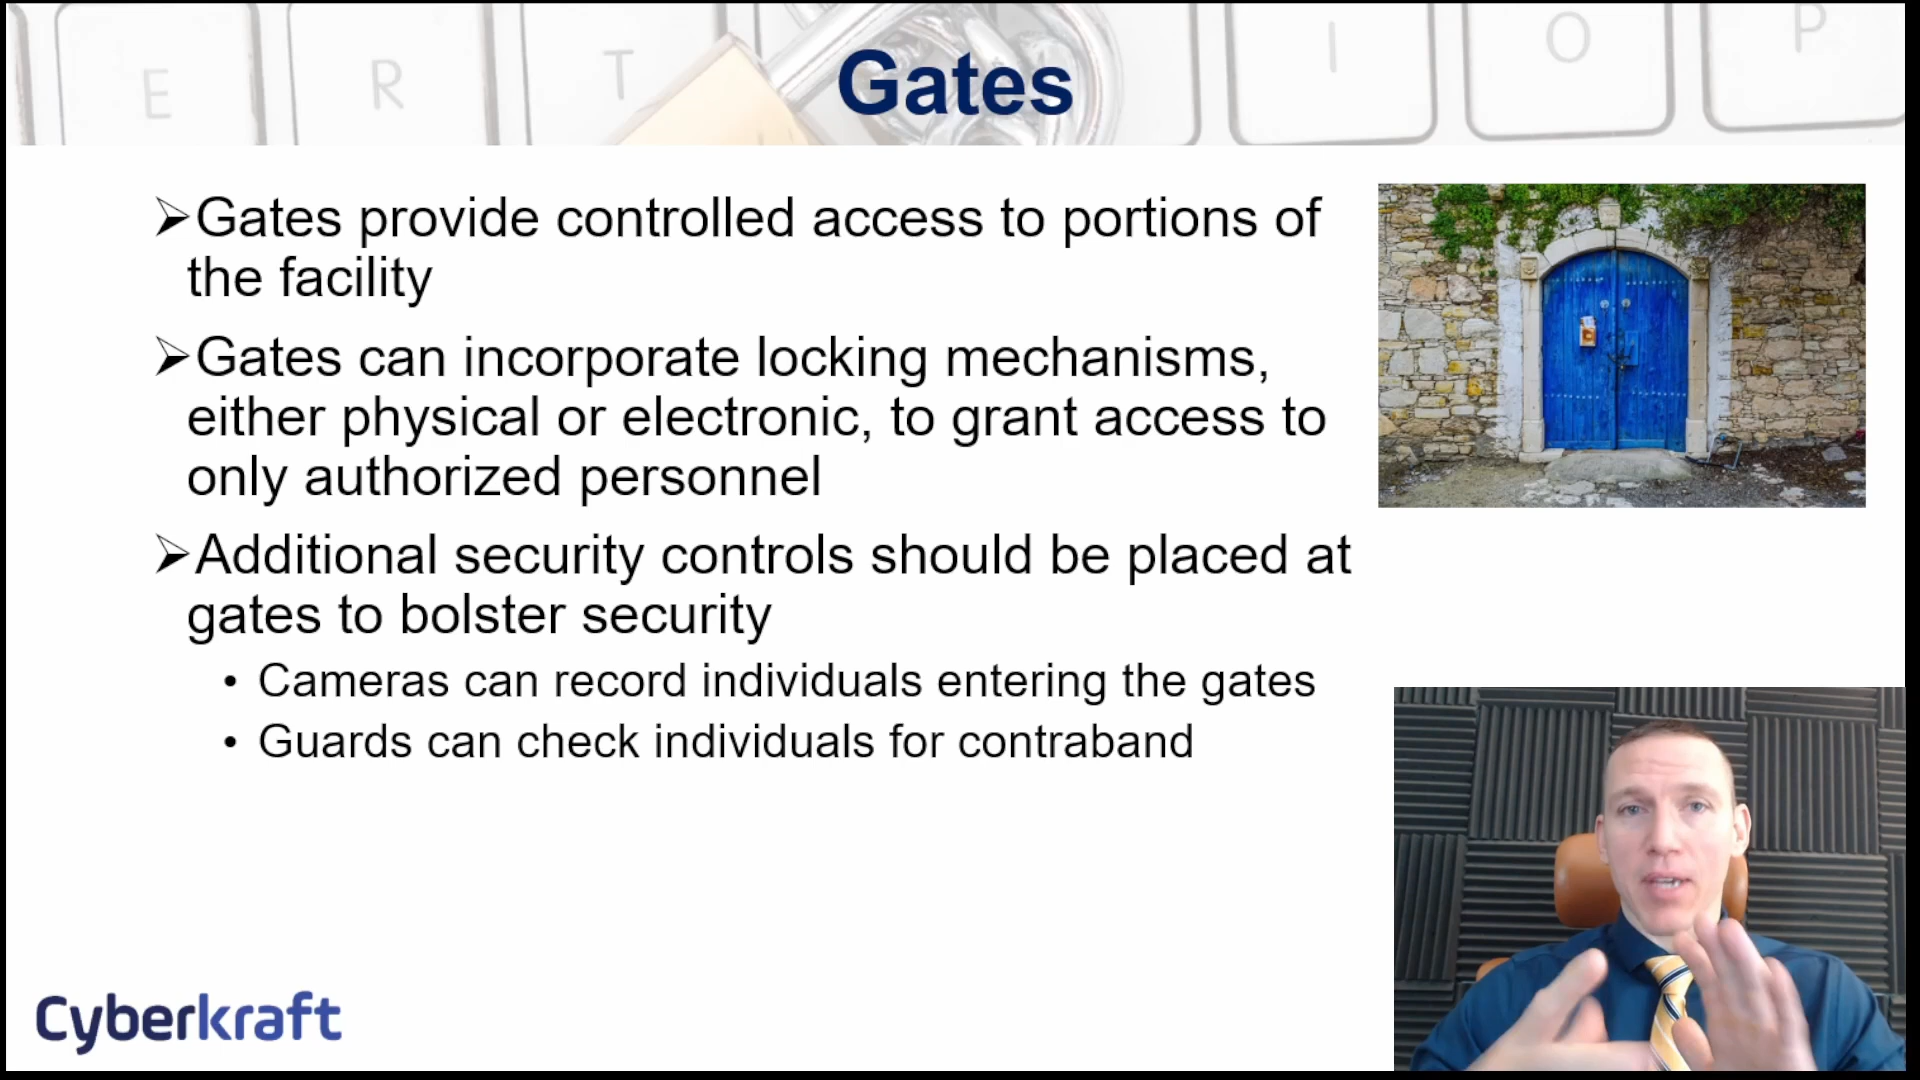 E R T I O P
Gates
➢Gates provide controlled access to portions of
the facility
➢Gates can incorporate locking mechanisms,
either physical or electronic, to grant access to
only authorized personnel
➢Additional security controls should be placed at
gates to bolster security
• Cameras can record individuals entering the gates
• Guards can check individuals for contraband
Cyberkraft